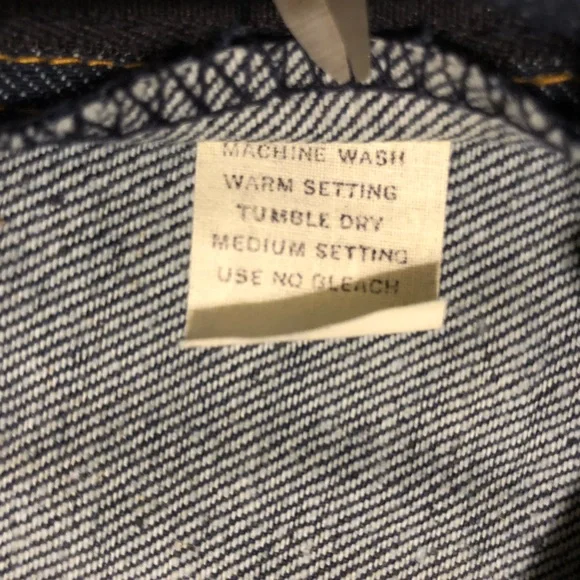 MACHINE WASH
WARM SETTING
TUMBLE DRY
MEDIUM SETTING
USE NO BLEACH